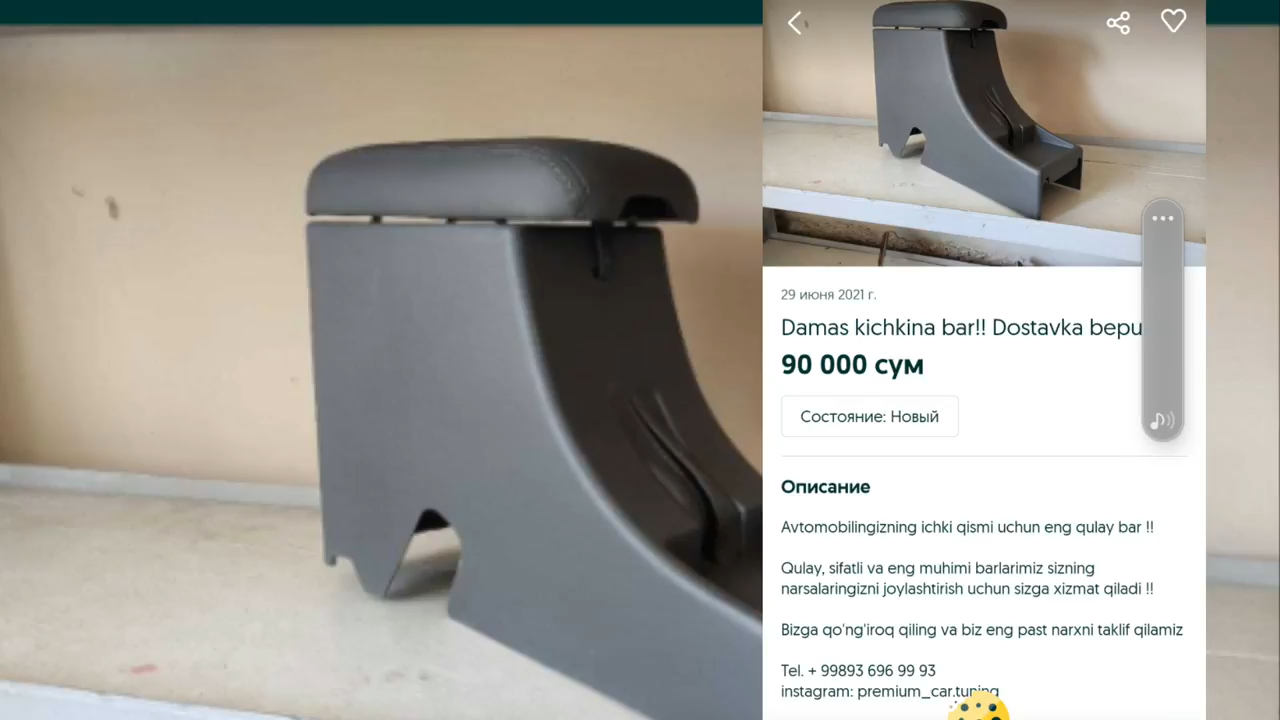 29 июня 2021 г.
Damas kichkina bar!! Dostavka bepu
90 000 сум
Состояние: Новый
Описание
Avtomobilingizning ichki qismi uchun eng qulay bar !!
Qulay, sifatli va eng muhimi barlarimiz sizning
narsalaringizni joylashtirish uchun sizga xizmat qiladi !!
Bizga qo'ng'iroq qiling va biz eng past narxni taklif qilamiz
Tel. + 99893 696 99 93
instagram: premium_car.tuning